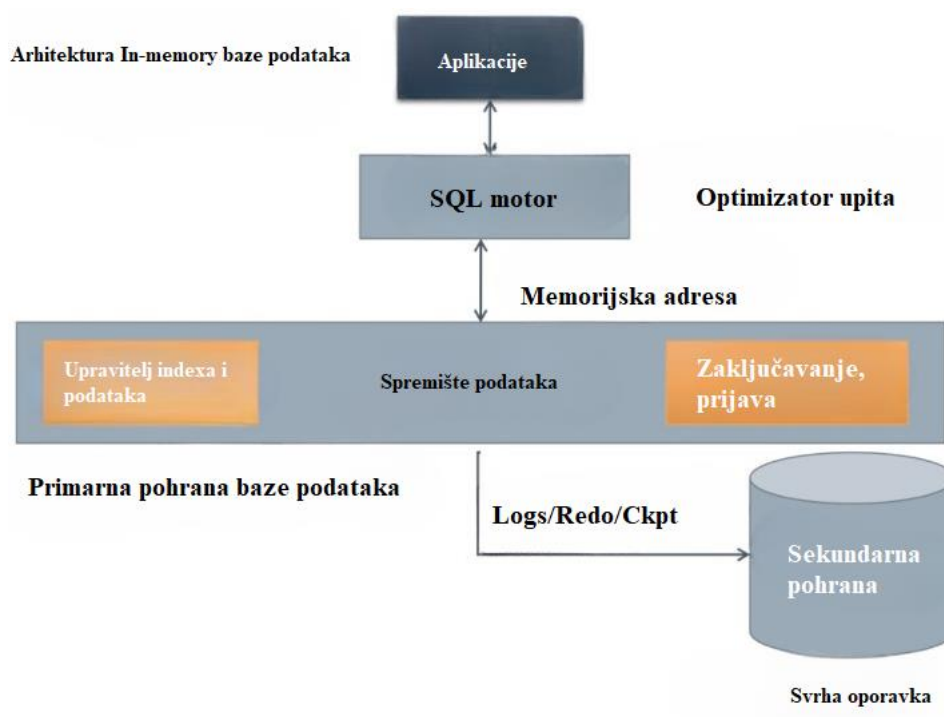 Arhitektura In-memory baze podataka
Aplikacije
SQL motor
Optimizator upita
Memorijska adresa
Upravitelj indexa i
podataka
Spremište podataka
Zaključavanje,
prijava
Primarna pohrana baze podataka
Logs/Redo/Ckpt
Sekundarna
pohrana
Svrha oporavka